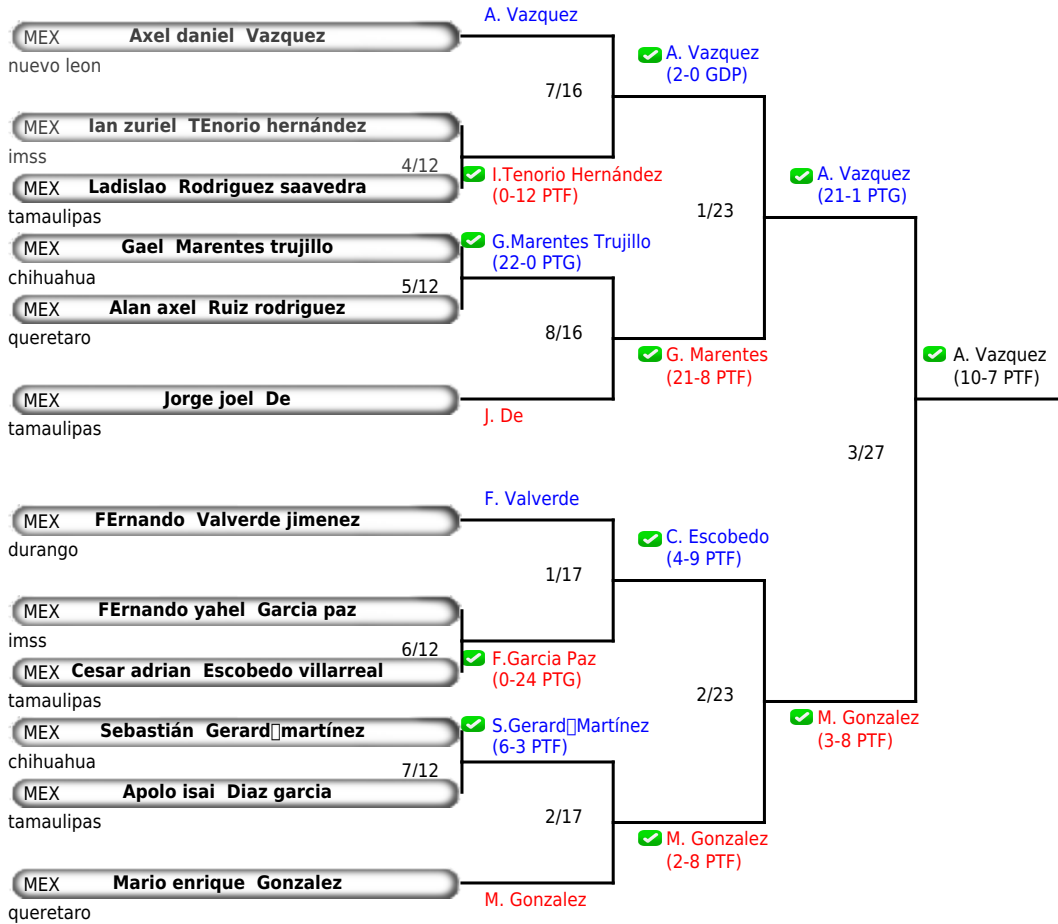 A. Vazquez
MEX Axel daniel Vazquez
nuevo leon
A. Vazquez
(2-0 GDP)
7/16
MEX Ian zuriel TEnorio hernández
imss
4/12
I.Tenorio Hernández
(0-12 PTF)
MEX Ladislao Rodriguez saavedra
tamaulipas
A. Vazquez
(21-1 PTG)
1/23
MEX Gael Marentes trujillo
chihuahua
G.Marentes Trujillo
(22-0 PTG)
5/12
MEX Alan axel Ruiz rodriguez
queretaro
8/16
G. Marentes
(21-8 PTF)
A. Vazquez
(10-7 PTF)
MEX Jorge joel De
tamaulipas
J. De
3/27
F. Valverde
MEX FErnando Valverde jimenez
durango
C. Escobedo
(4-9 PTF)
1/17
MEX FErnando yahel Garcia paz
imss
6/12
F.Garcia Paz
(0-24 PTG)
MEX Cesar adrian Escobedo villarreal
tamaulipas
2/23
M. Gonzalez
(3-8 PTF)
MEX Sebastián Gerard▯martínez
chihuahua
S.Gerard▯Martínez
(6-3 PTF)
7/12
MEX Apolo isai Diaz garcia
tamaulipas
2/17
M. Gonzalez
(2-8 PTF)
MEX Mario enrique Gonzalez
queretaro
M. Gonzalez